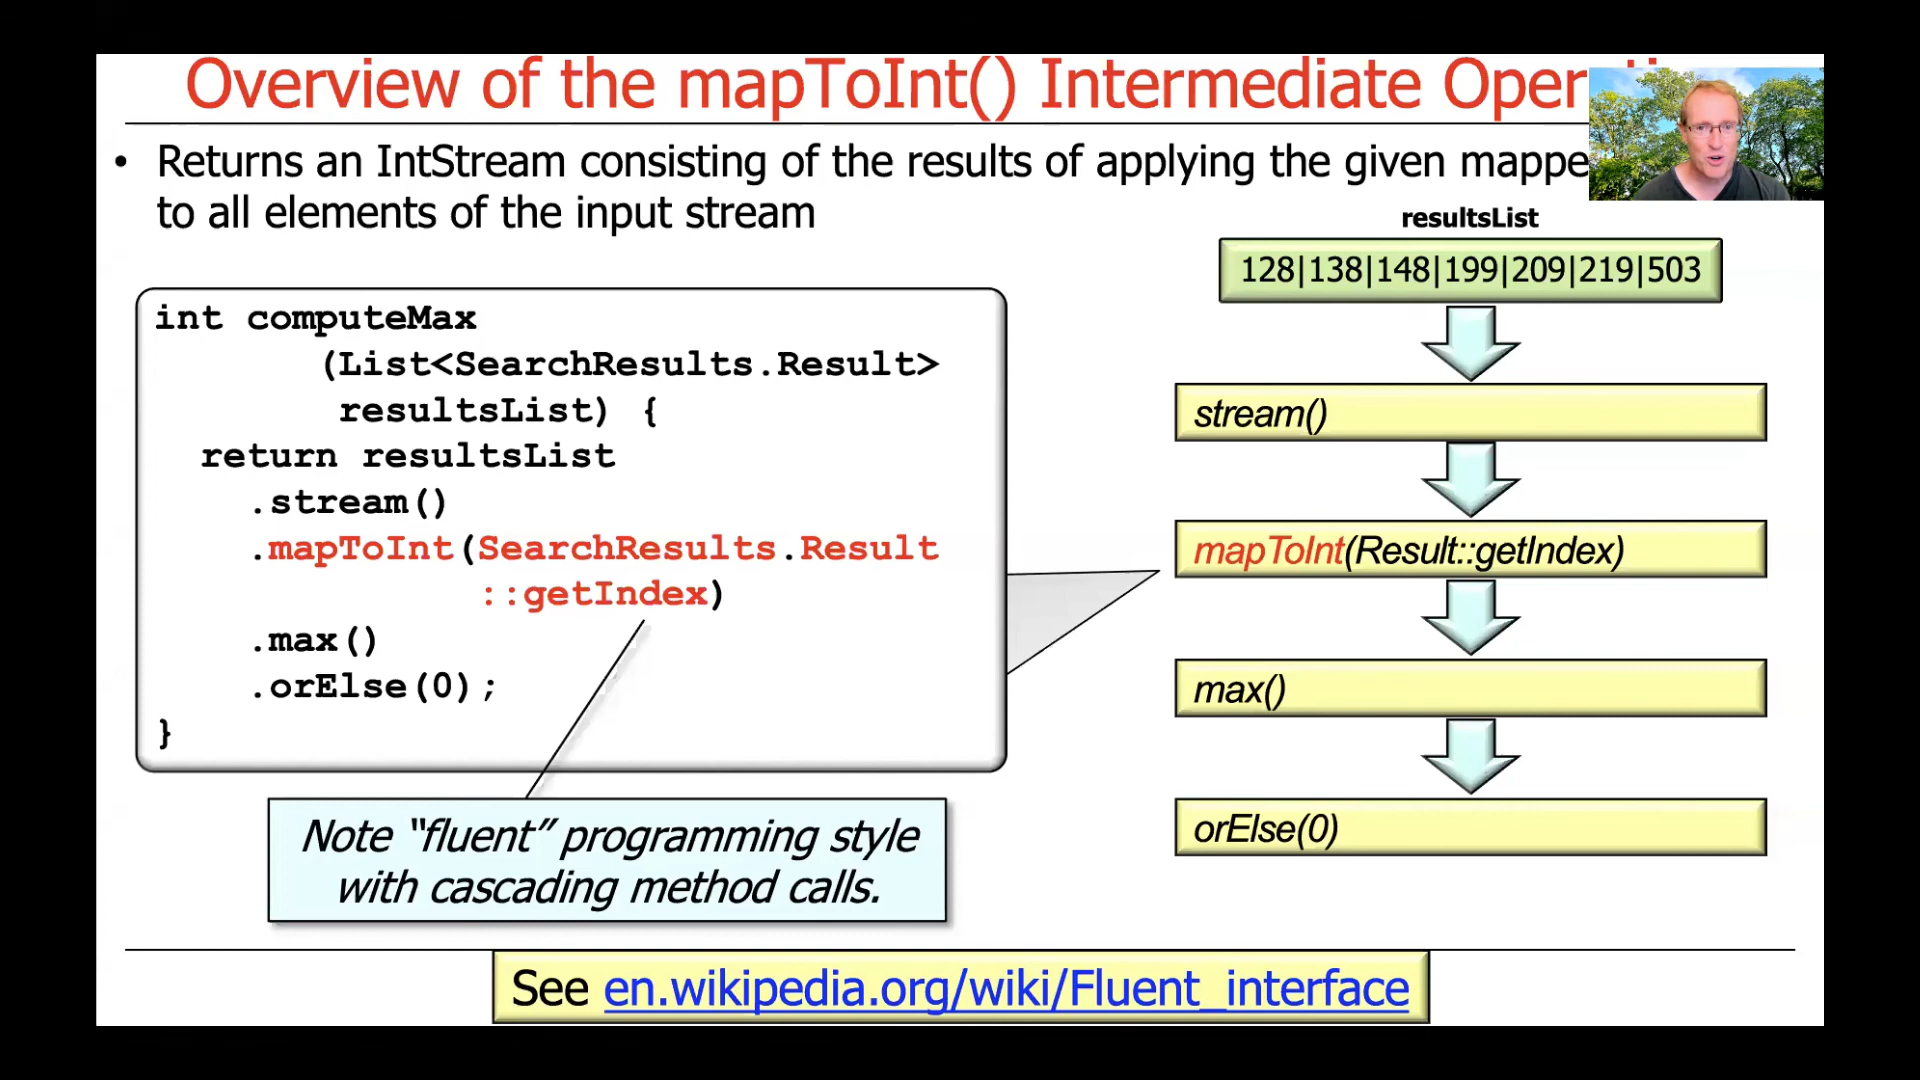 Overview of the mapToInt() Intermediate Oper
• Returns an IntStream consisting of the results of applying the given mappe
to all elements of the input stream
resultsList
128|138|148|199|209|219|503
int computeMax
(List<SearchResults.Result>
resultsList) {
return resultsList
.stream()
.mapToInt(SearchResults.Result
::getIndex)
.max()
.orElse(0);
}
stream()
mapToInt(Result::getIndex)
max()
orElse(0)
Note “fluent” programming style
with cascading method calls.
See en.wikipedia.org/wiki/Fluent_interface